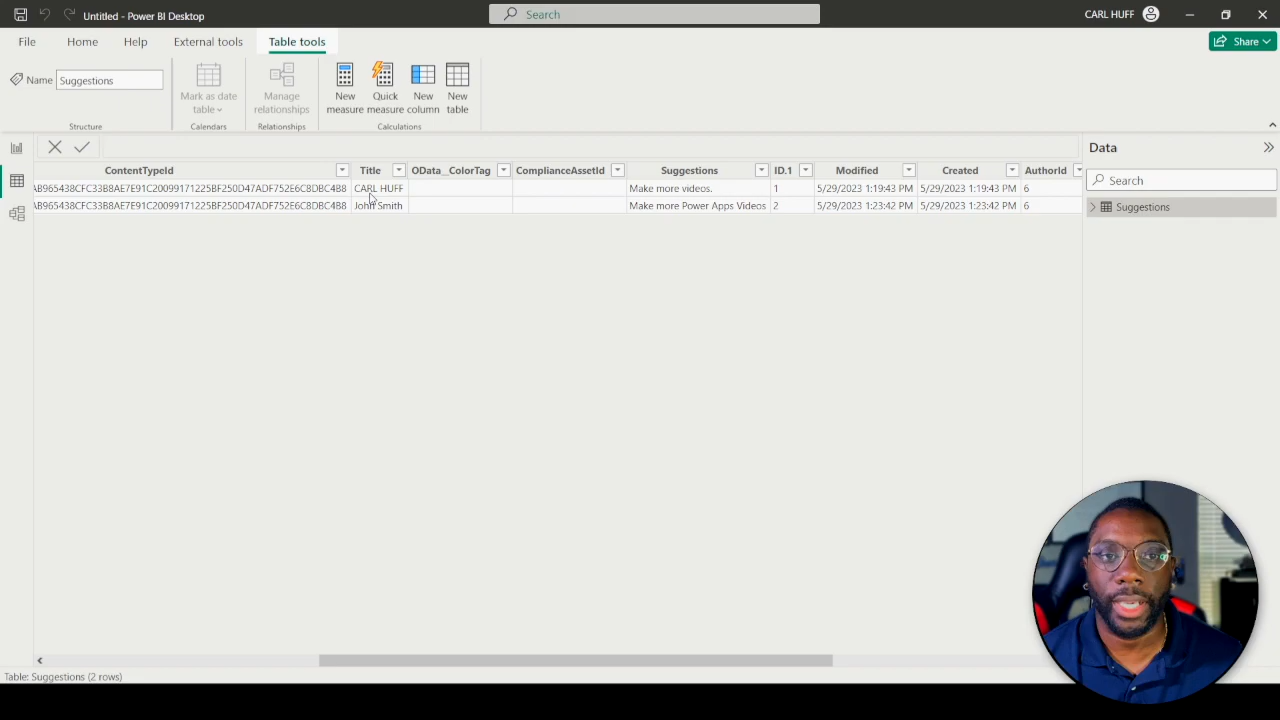 Untitled - Power BI Desktop
Search
CARL HUFF
File
Home
Help
External tools
Table tools
Share
Name
Suggestions
Mark as date
table
Manage
relationships
New
measure
Quick
measure
New
column
New
table
Structure
Calendars
Relationships
Calculations
Data
ContentTypeId
Title
OData__ColorTag
ComplianceAssetId
Suggestions
ID.1
Modified
Created
AuthorId
AB965438CFC33B8AE7E91C20099171225BF250D47ADF752E6C8DBC4B8
CARL HUFF
Make more videos.
1
5/29/2023 1:19:43 PM
5/29/2023 1:19:43 PM
6
AB965438CFC33B8AE7E91C20099171225BF250D47ADF752E6C8DBC4B8
John Smith
Make more Power Apps Videos
2
5/29/2023 1:23:42 PM
5/29/2023 1:23:42 PM
6
Search
Suggestions
Table: Suggestions (2 rows)